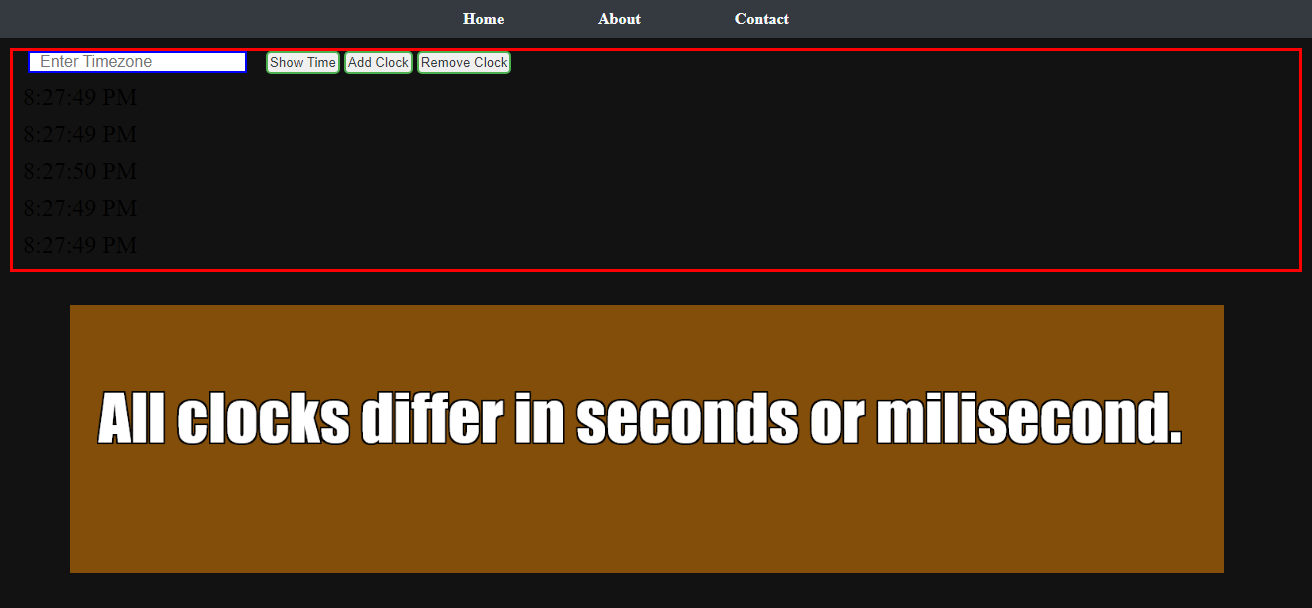 Home About Contact
Enter Timezone Show Time Add Clock Remove Clock
8:27:49 PM
8:27:49 PM
8:27:50 PM
8:27:49 PM
8:27:49 PM
All clocks differ in seconds or milisecond.